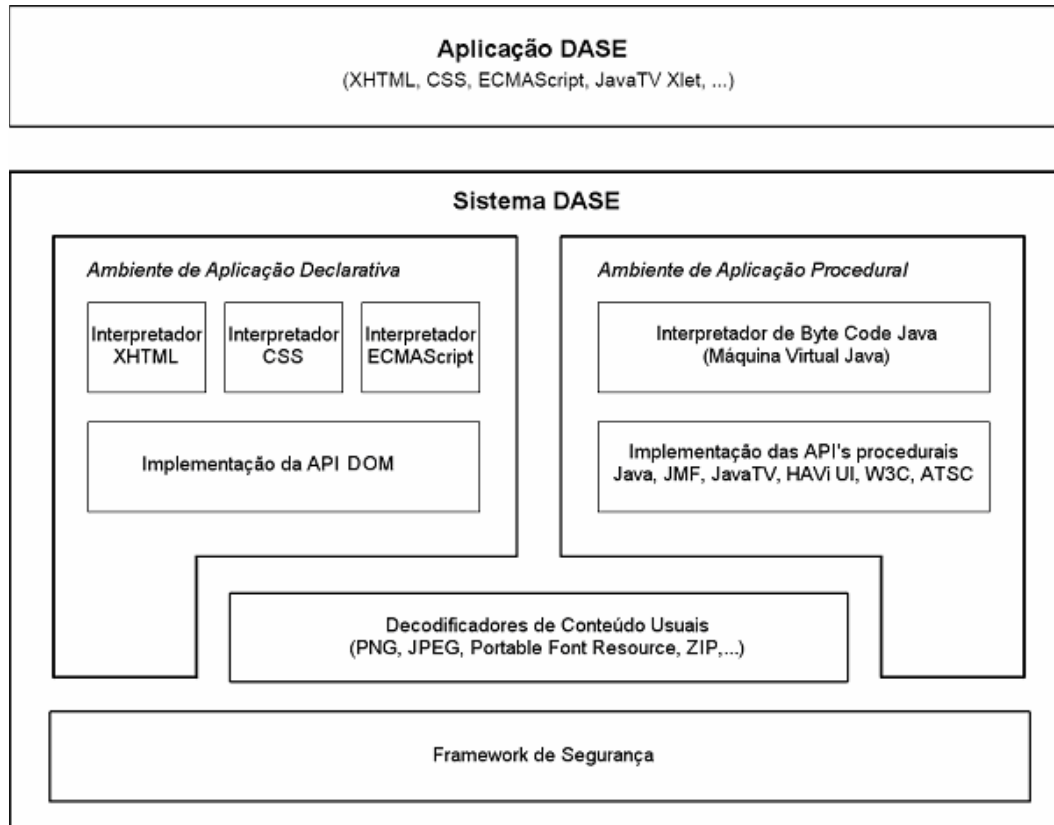 Aplicação DASE
(XHTML, CSS, ECMAScript, JavaTV Xlet, ...)
Sistema DASE
Ambiente de Aplicação Declarativa
Interpretador
XHTML
Interpretador
CSS
Interpretador
ECMAScript
Implementação da API DOM
Ambiente de Aplicação Procedural
Interpretador de Byte Code Java
(Máquina Virtual Java)
Implementação das API's procedurais
Java, JMF, JavaTV, HAVi UI, W3C, ATSC
Decodificadores de Conteúdo Usuais
(PNG, JPEG, Portable Font Resource, ZIP,...)
Framework de Segurança